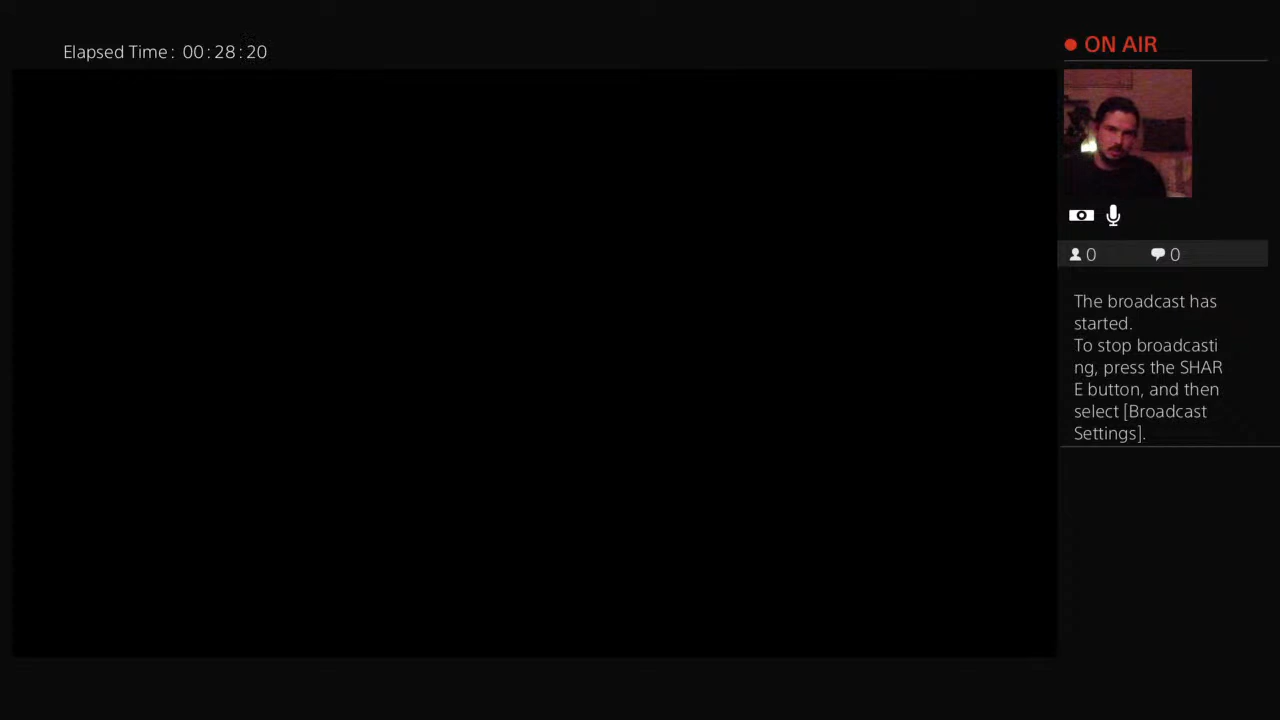 Elapsed Time: 00:28:20
ON AIR
0 0
The broadcast has
started.
To stop broadcasti
ng, press the SHAR
E button, and then
select [Broadcast
Settings].